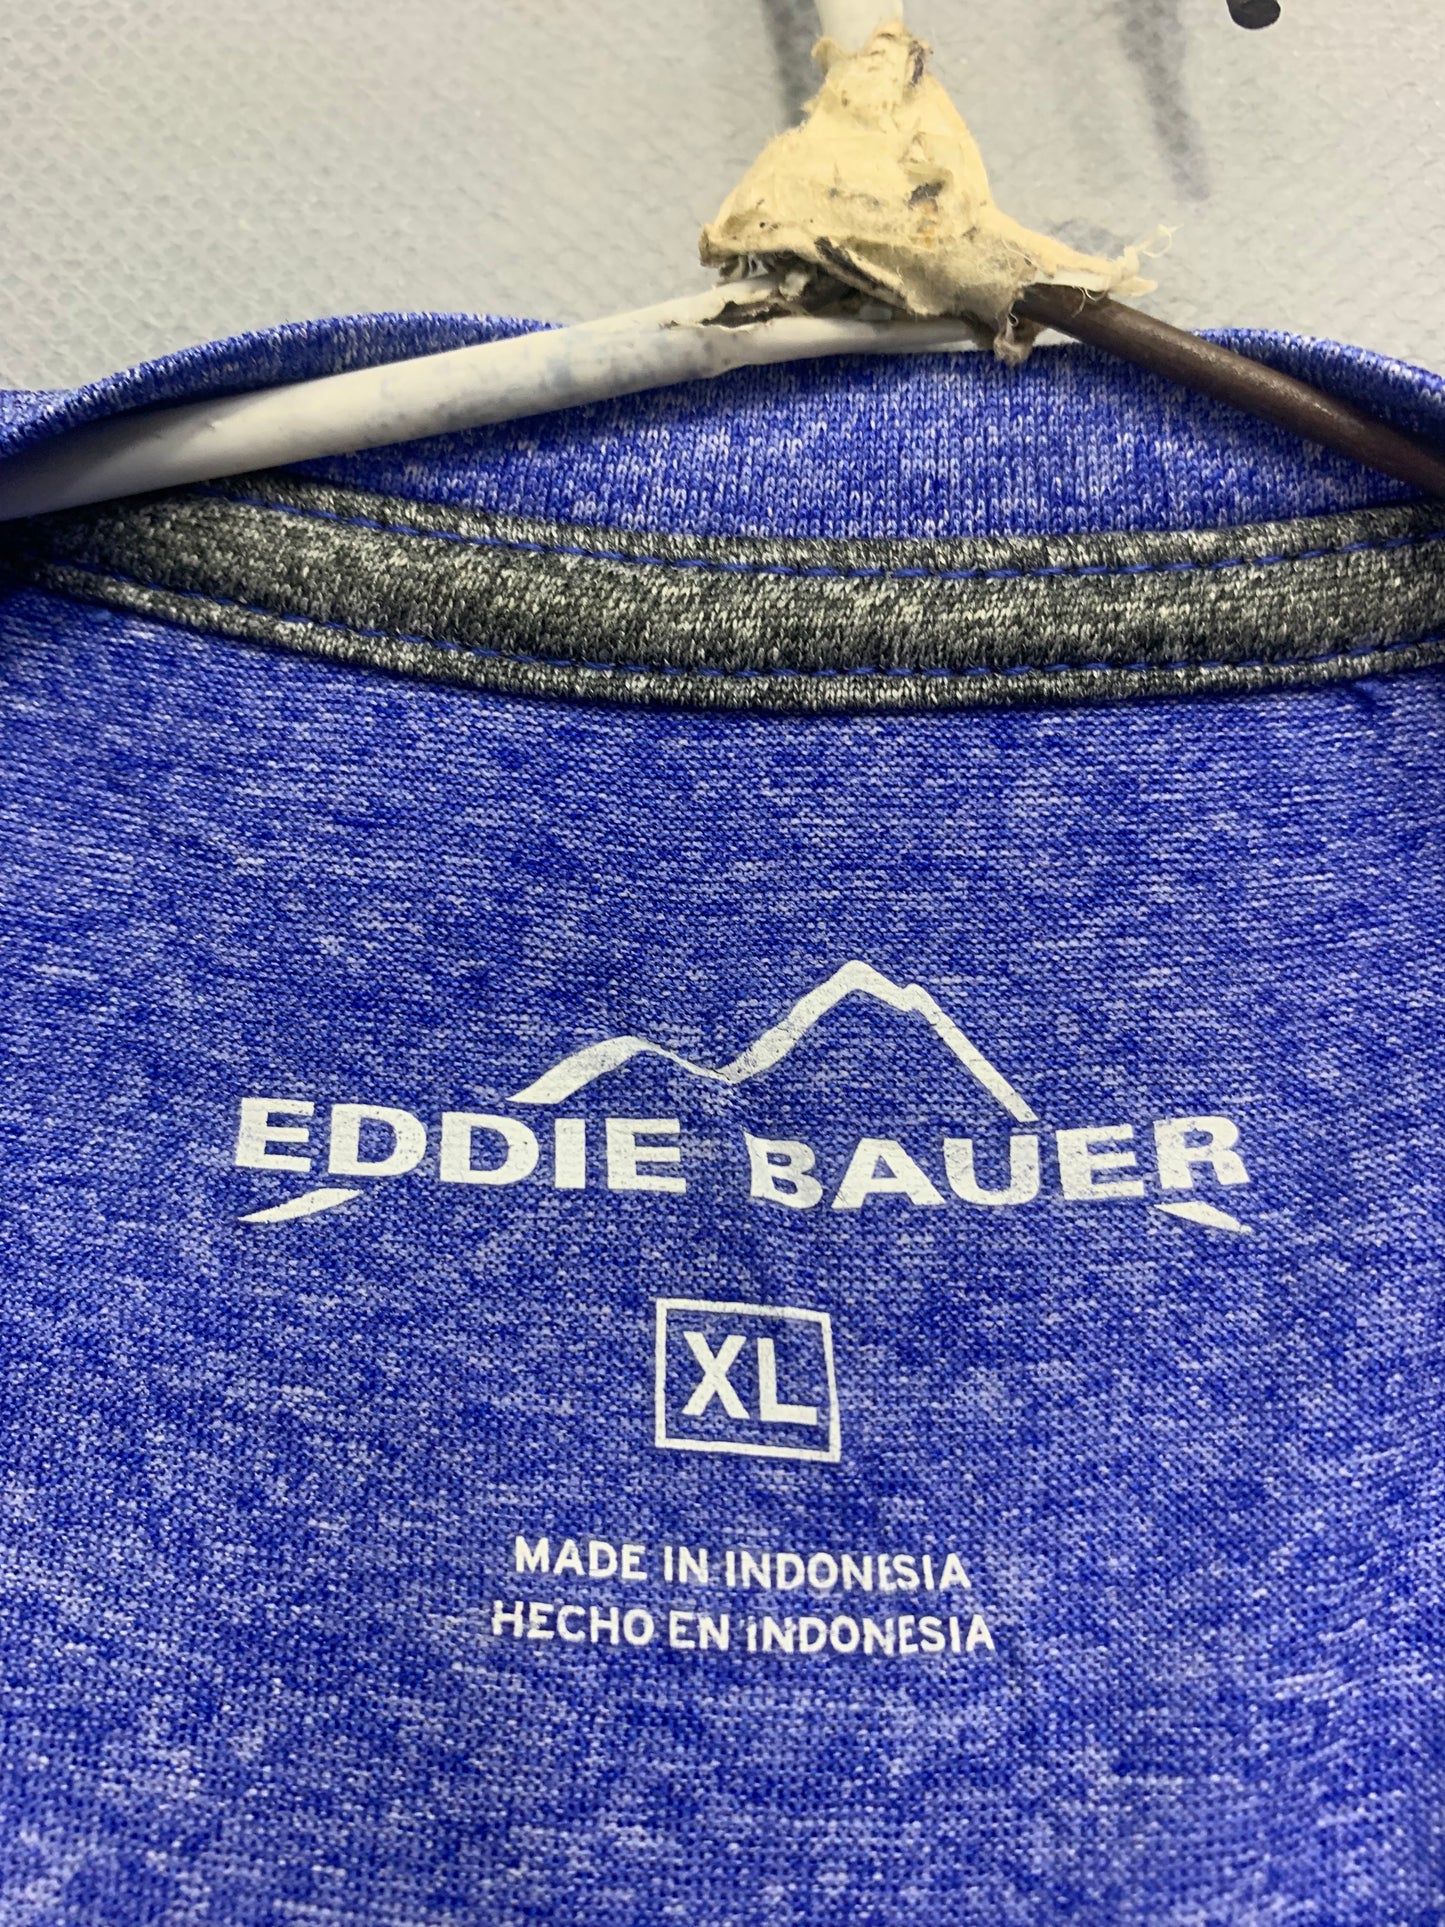 EDDIE BAUER
XL
MADE IN INDONESIA
HECHO EN INDONESIA